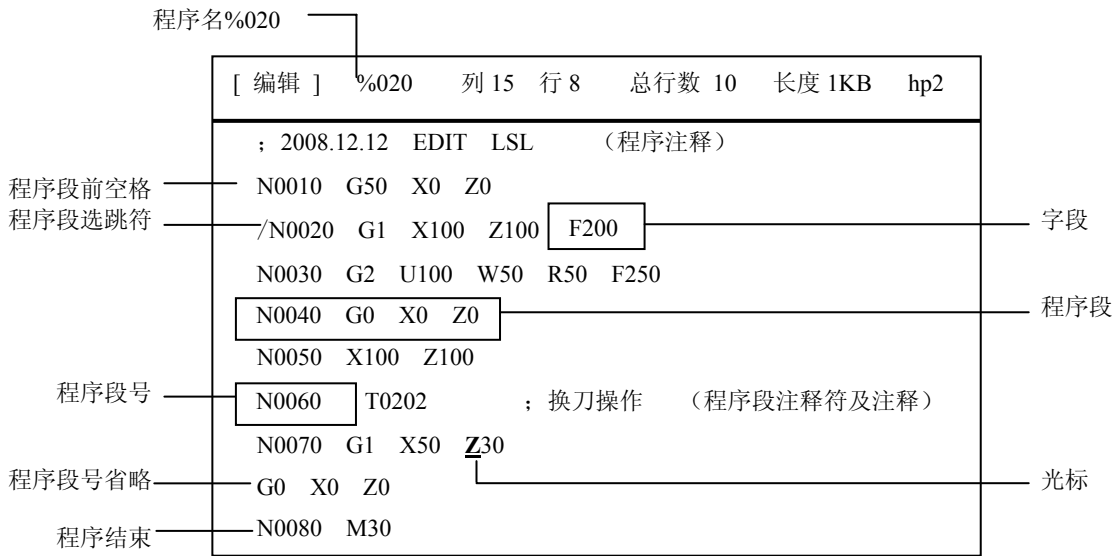 程序名%020
[ 编辑 ] %020 列 15 行 8 总行数 10 长度 1KB hp2
; 2008.12.12 EDIT LSL （程序注释）
程序段前空格 N0010 G50 X0 Z0
程序段选跳符 /N0020 G1 X100 Z100 F200 字段
N0030 G2 U100 W50 R50 F250
N0040 G0 X0 Z0 程序段
N0050 X100 Z100
程序段号 N0060 T0202 ; 换刀操作 （程序段注释符及注释）
N0070 G1 X50 Z30
程序段号省略 G0 X0 Z0 光标
程序结束 N0080 M30